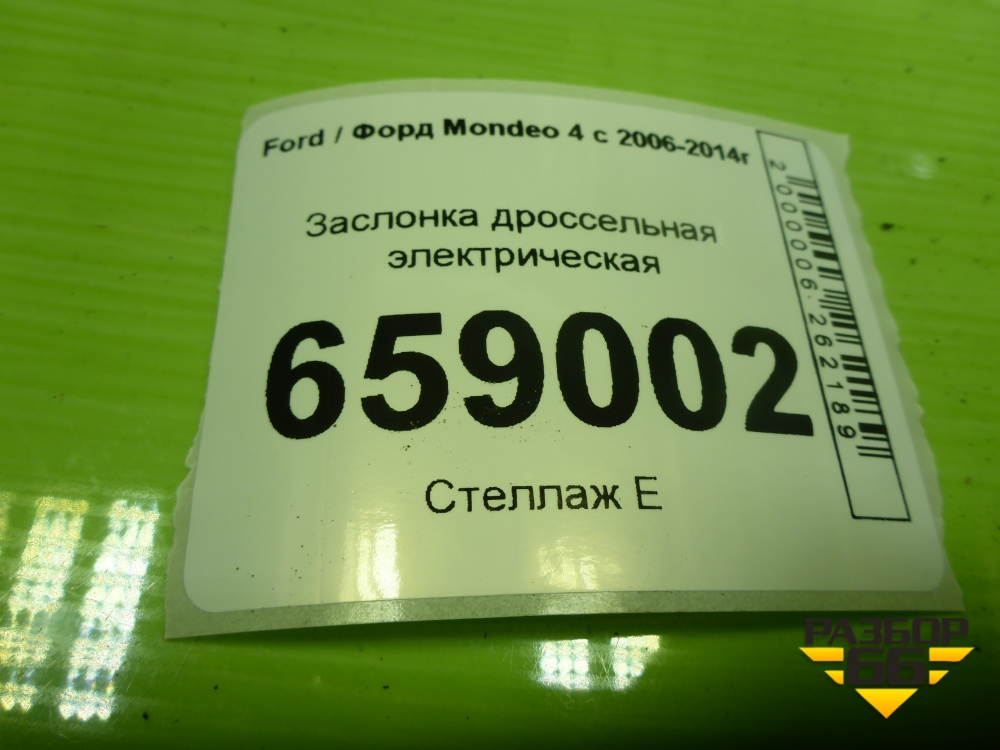 Ford / Форд Mondeo 4 с 2006-2014г
Заслонка дроссельная
электрическая
659002
Стеллаж Е
2000006262189
РАЗБОР
66